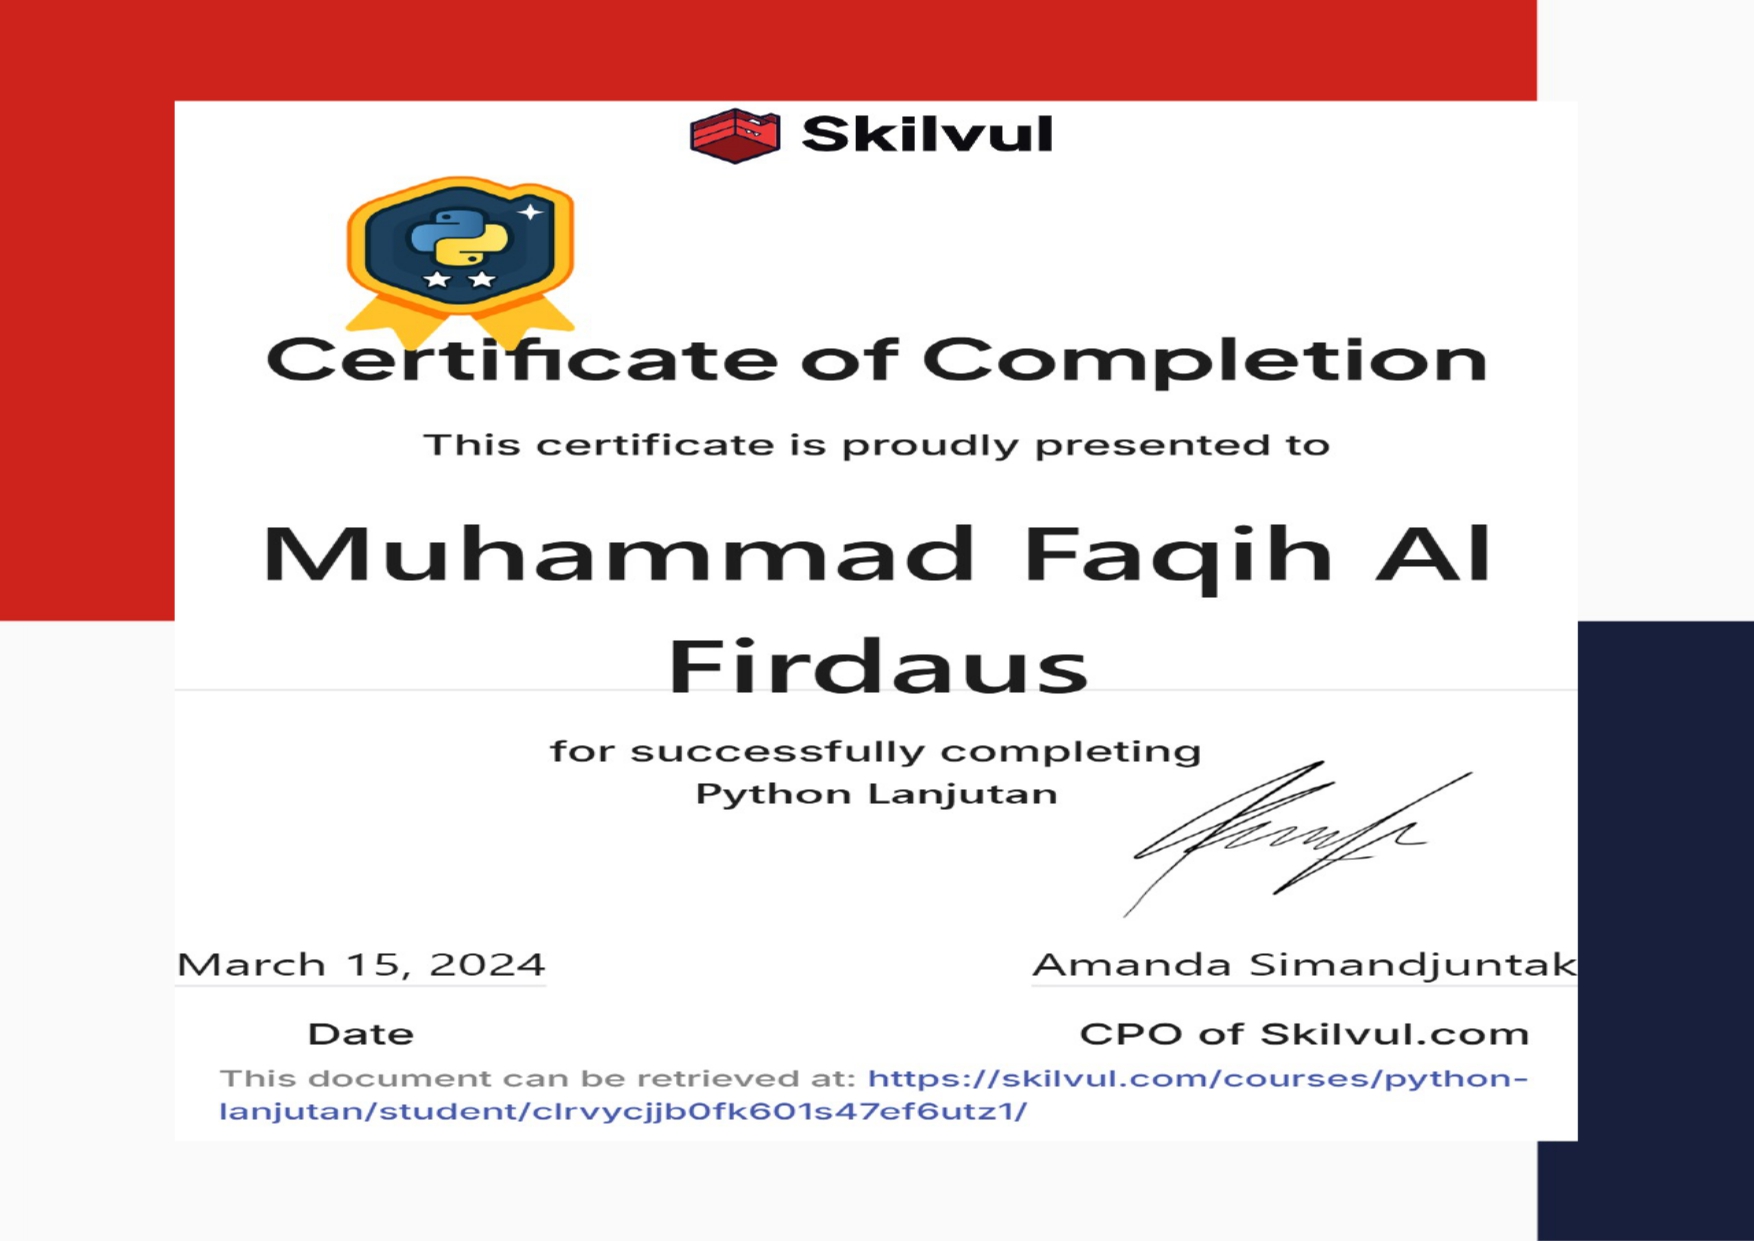 Skilvul
Certificate of Completion
This certificate is proudly presented to
Muhammad Faqih Al
Firdaus
for successfully completing
Python Lanjutan
March 15, 2024
Amanda Simandjuntak
Date
CPO of Skilvul.com
This document can be retrieved at: https://skilvul.com/courses/python-
lanjutan/student/clrvycjjb0fk601s47ef6utz1/